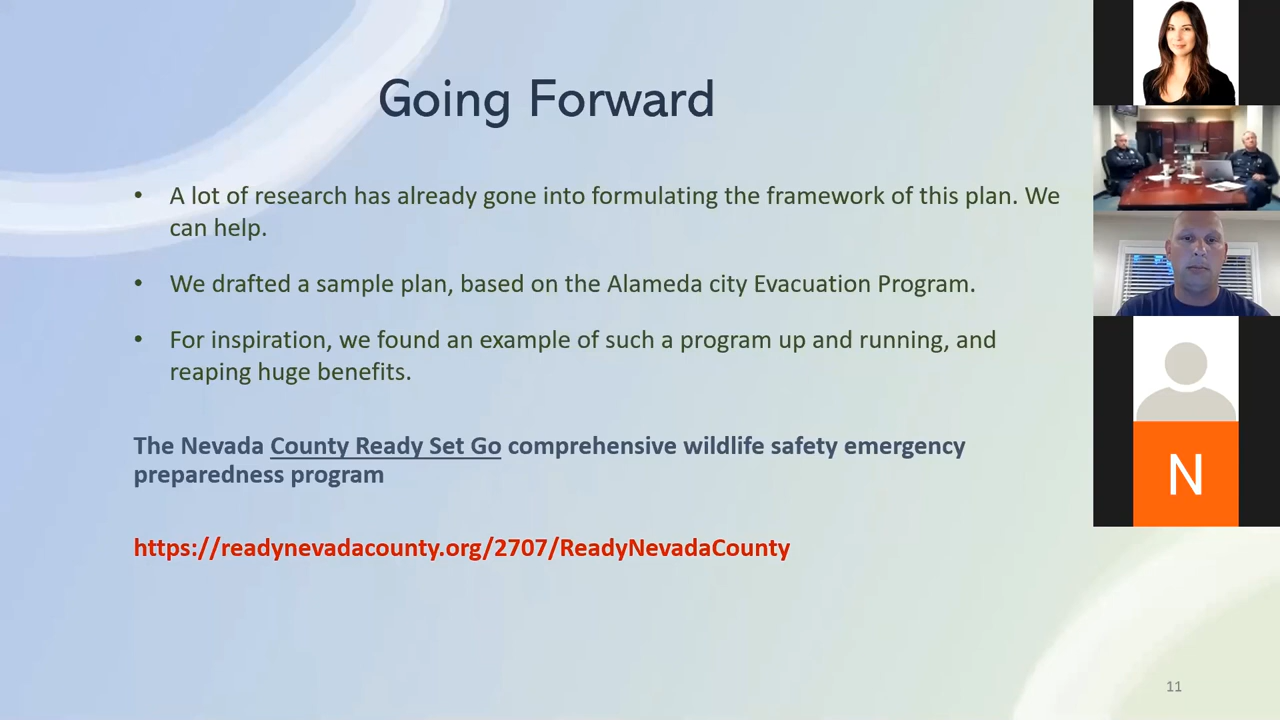 Going Forward
• A lot of research has already gone into formulating the framework of this plan. We
can help.
• We drafted a sample plan, based on the Alameda city Evacuation Program.
• For inspiration, we found an example of such a program up and running, and
reaping huge benefits.
The Nevada County Ready Set Go comprehensive wildlife safety emergency
preparedness program
https://readynevadacounty.org/2707/ReadyNevadaCounty
N
11